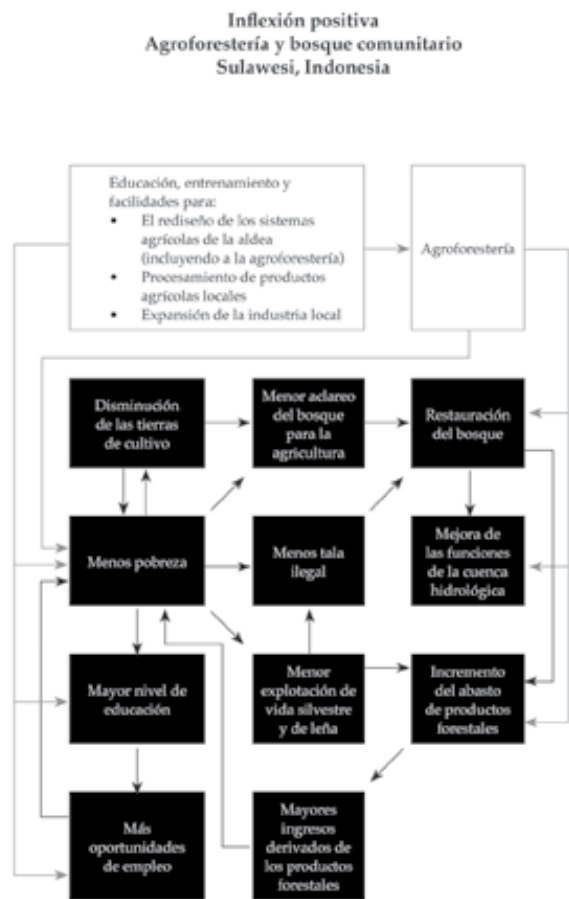 Inflexión positiva
Agroforestería y bosque comunitario
Sulawesi, Indonesia
Educación, entrenamiento y
facilidades para:
• El rediseño de los sistemas
agrícolas de la aldea
(incluyendo a la agroforestería)
• Procesamiento de productos
agrícolas locales
• Expansión de la industria local
Agroforestería
Disminución
de las tierras
de cultivo
Menor aclareo
del bosque
para la
agricultura
Restauración
del bosque
Menos pobreza
Menos tala
ilegal
Mejora de
las funciones
de la cuenca
hidrológica
Mayor nivel de
educación
Menor
explotación de
vida silvestre
y de leña
Incremento
del abasto
de productos
forestales
Más
oportunidades
de empleo
Mayores
ingresos
derivados de
los productos
forestales